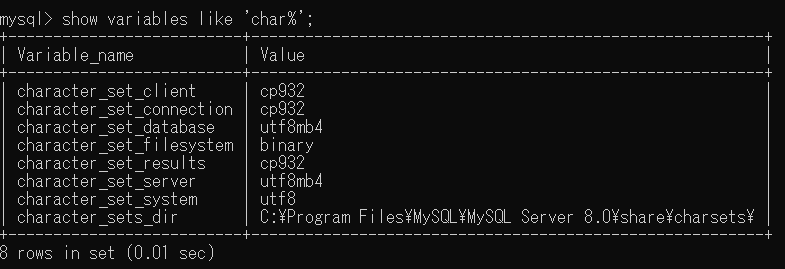 mysql> show variables like 'char%';
+--------------------------+---------------------------------------------------------+
| Variable_name            | Value                                                   |
+--------------------------+---------------------------------------------------------+
| character_set_client     | cp932                                                   |
| character_set_connection | cp932                                                   |
| character_set_database   | utf8mb4                                                 |
| character_set_filesystem | binary                                                  |
| character_set_results    | cp932                                                   |
| character_set_server     | utf8mb4                                                 |
| character_set_system     | utf8                                                    |
| character_sets_dir       | C:¥Program Files¥MySQL¥MySQL Server 8.0¥share¥charsets¥ |
+--------------------------+---------------------------------------------------------+
8 rows in set (0.01 sec)